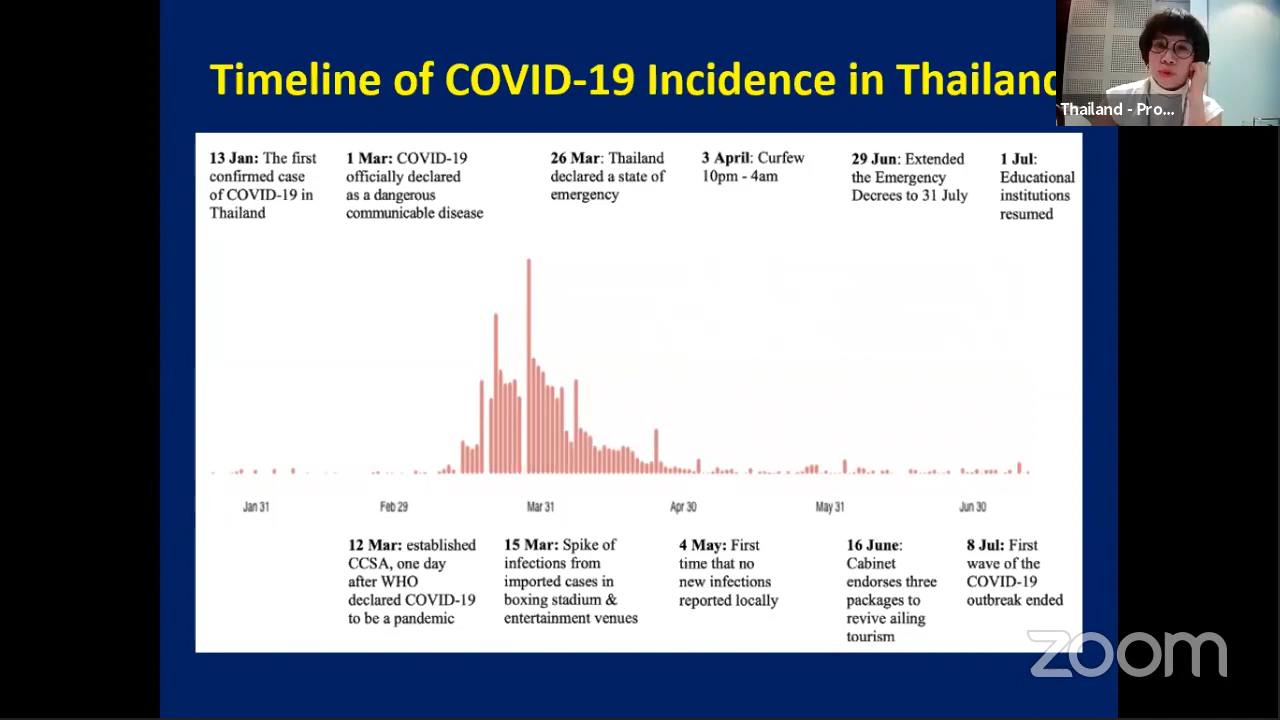 Timeline of COVID-19 Incidence in Thailand
Thailand - Pro...
13 Jan: The first
confirmed case
of COVID-19 in
Thailand
1 Mar: COVID-19
officially declared
as a dangerous
communicable disease
26 Mar: Thailand
declared a state of
emergency
3 April: Curfew
10pm - 4am
29 Jun: Extended
the Emergency
Decrees to 31 July
1 Jul:
Educational
institutions
resumed
Jan 31
Feb 29
Mar 31
Apr 30
May 31
Jun 30
12 Mar: established
CCSA, one day
after WHO
declared COVID-19
to be a pandemic
15 Mar: Spike of
infections from
imported cases in
boxing stadium &
entertainment venues
4 May: First
time that no
new infections
reported locally
16 June:
Cabinet
endorses three
packages to
revive ailing
tourism
8 Jul: First
wave of the
COVID-19
outbreak ended
zoom